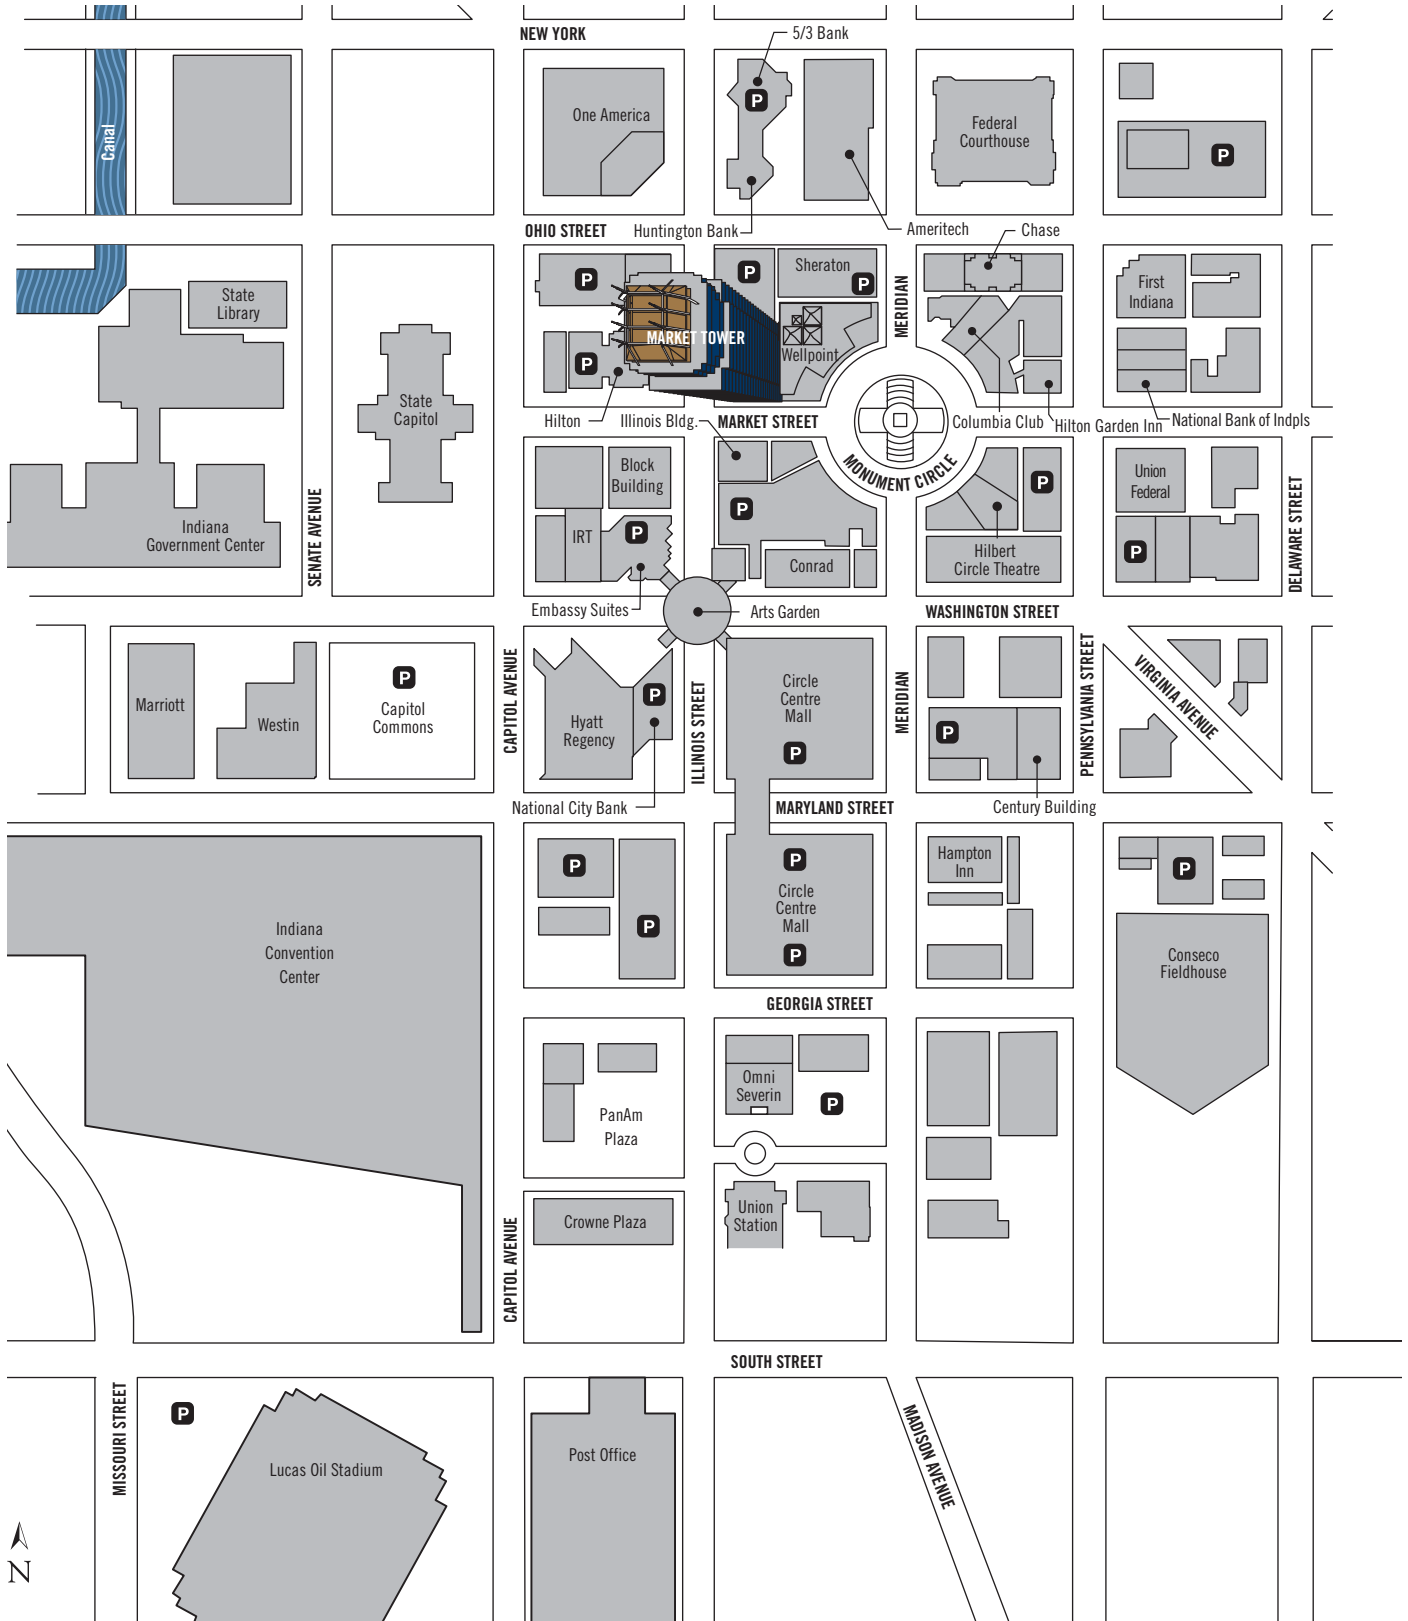 NEW YORK
5/3 Bank
P
One America
Federal
Courthouse
P
Canal
OHIO STREET
Huntington Bank
Ameritech
Chase
P
P
Sheraton
P
MERIDIAN
First
Indiana
State
Library
MARKET TOWER
Wellpoint
P
State
Capitol
Hilton
Illinois Bldg.
MARKET STREET
Columbia Club
Hilton Garden Inn
National Bank of Indpls
MONUMENT CIRCLE
Block
Building
P
Union
Federal
DELAWARE STREET
SENATE AVENUE
Indiana
Government Center
IRT
P
P
Conrad
Hilbert
Circle Theatre
P
Embassy Suites
Arts Garden
WASHINGTON STREET
Marriott
Westin
P
Capitol
Commons
CAPITOL AVENUE
Hyatt
Regency
P
ILLINOIS STREET
Circle
Centre
Mall
P
MERIDIAN
P
PENNSYLVANIA STREET
VIRGINIA AVENUE
National City Bank
MARYLAND STREET
Century Building
Indiana
Convention
Center
P
P
P
Circle
Centre
Mall
P
Hampton
Inn
P
Conseco
Fieldhouse
GEORGIA STREET
Omni
Severin
P
PanAm
Plaza
CAPITOL AVENUE
Crowne Plaza
Union
Station
SOUTH STREET
MISSOURI STREET
P
Lucas Oil Stadium
Post Office
MADISON AVENUE
N